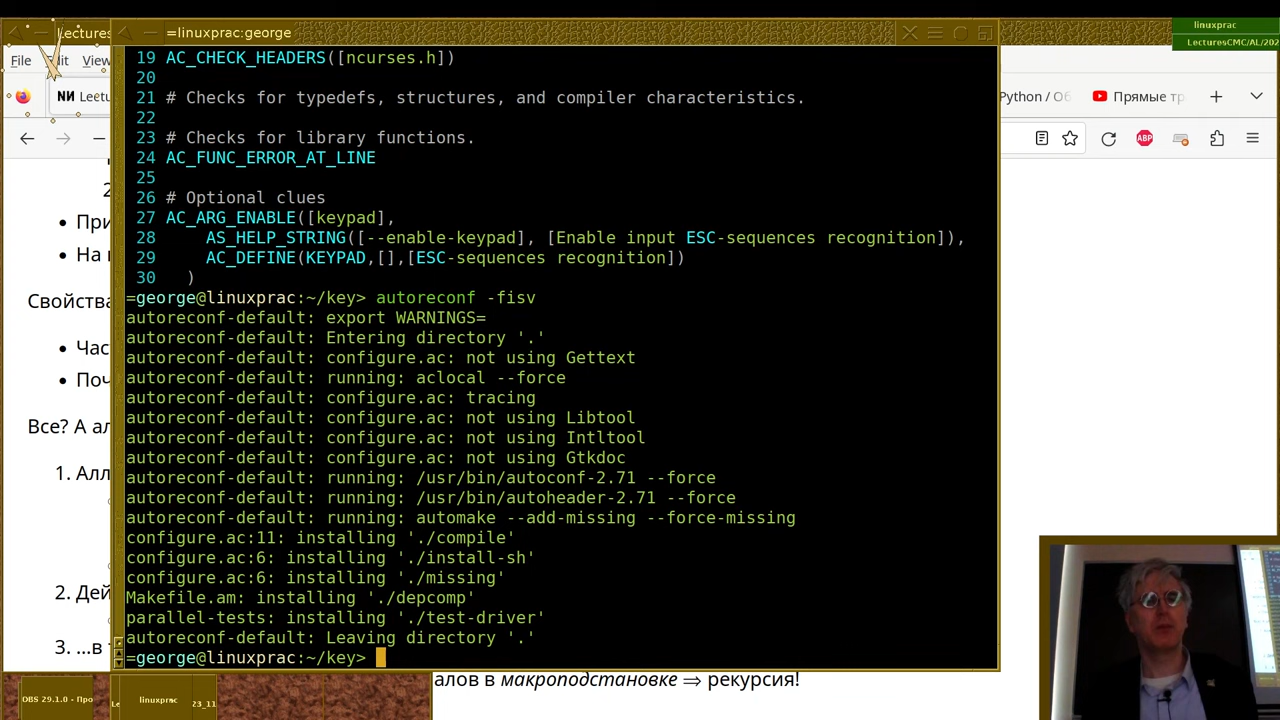 Lectures
=linuxprac:george
linuxprac
LecturesCMC/AL/202
File
View
Lectu
Python / Об
Прямые тр
ABP
19 AC_CHECK_HEADERS([ncurses.h])
20
21 # Checks for typedefs, structures, and compiler characteristics.
22
23 # Checks for library functions.
24 AC_FUNC_ERROR_AT_LINE
25
26 # Optional clues
27 AC_ARG_ENABLE([keypad],
28     AS_HELP_STRING([--enable-keypad], [Enable input ESC-sequences recognition]),
29     AC_DEFINE(KEYPAD,[],[ESC-sequences recognition])
30   )
=george@linuxprac:~/key> autoreconf -fisv
autoreconf-default: export WARNINGS=
autoreconf-default: Entering directory '.'
autoreconf-default: configure.ac: not using Gettext
autoreconf-default: running: aclocal --force
autoreconf-default: configure.ac: tracing
autoreconf-default: configure.ac: not using Libtool
autoreconf-default: configure.ac: not using Intltool
autoreconf-default: configure.ac: not using Gtkdoc
autoreconf-default: running: /usr/bin/autoconf-2.71 --force
autoreconf-default: running: /usr/bin/autoheader-2.71 --force
autoreconf-default: running: automake --add-missing --force-missing
configure.ac:11: installing './compile'
configure.ac:6: installing './install-sh'
configure.ac:6: installing './missing'
Makefile.am: installing './depcomp'
parallel-tests: installing './test-driver'
autoreconf-default: Leaving directory '.'
=george@linuxprac:~/key>
• При
• На
Свойства
• Час
• Поч
Все? А ал
1. Алл
2. Дей
3. ...в т
алов в макроподстановке ⇒ рекурсия!
OBS 29.1.0 - Про
linuxprac
23_11